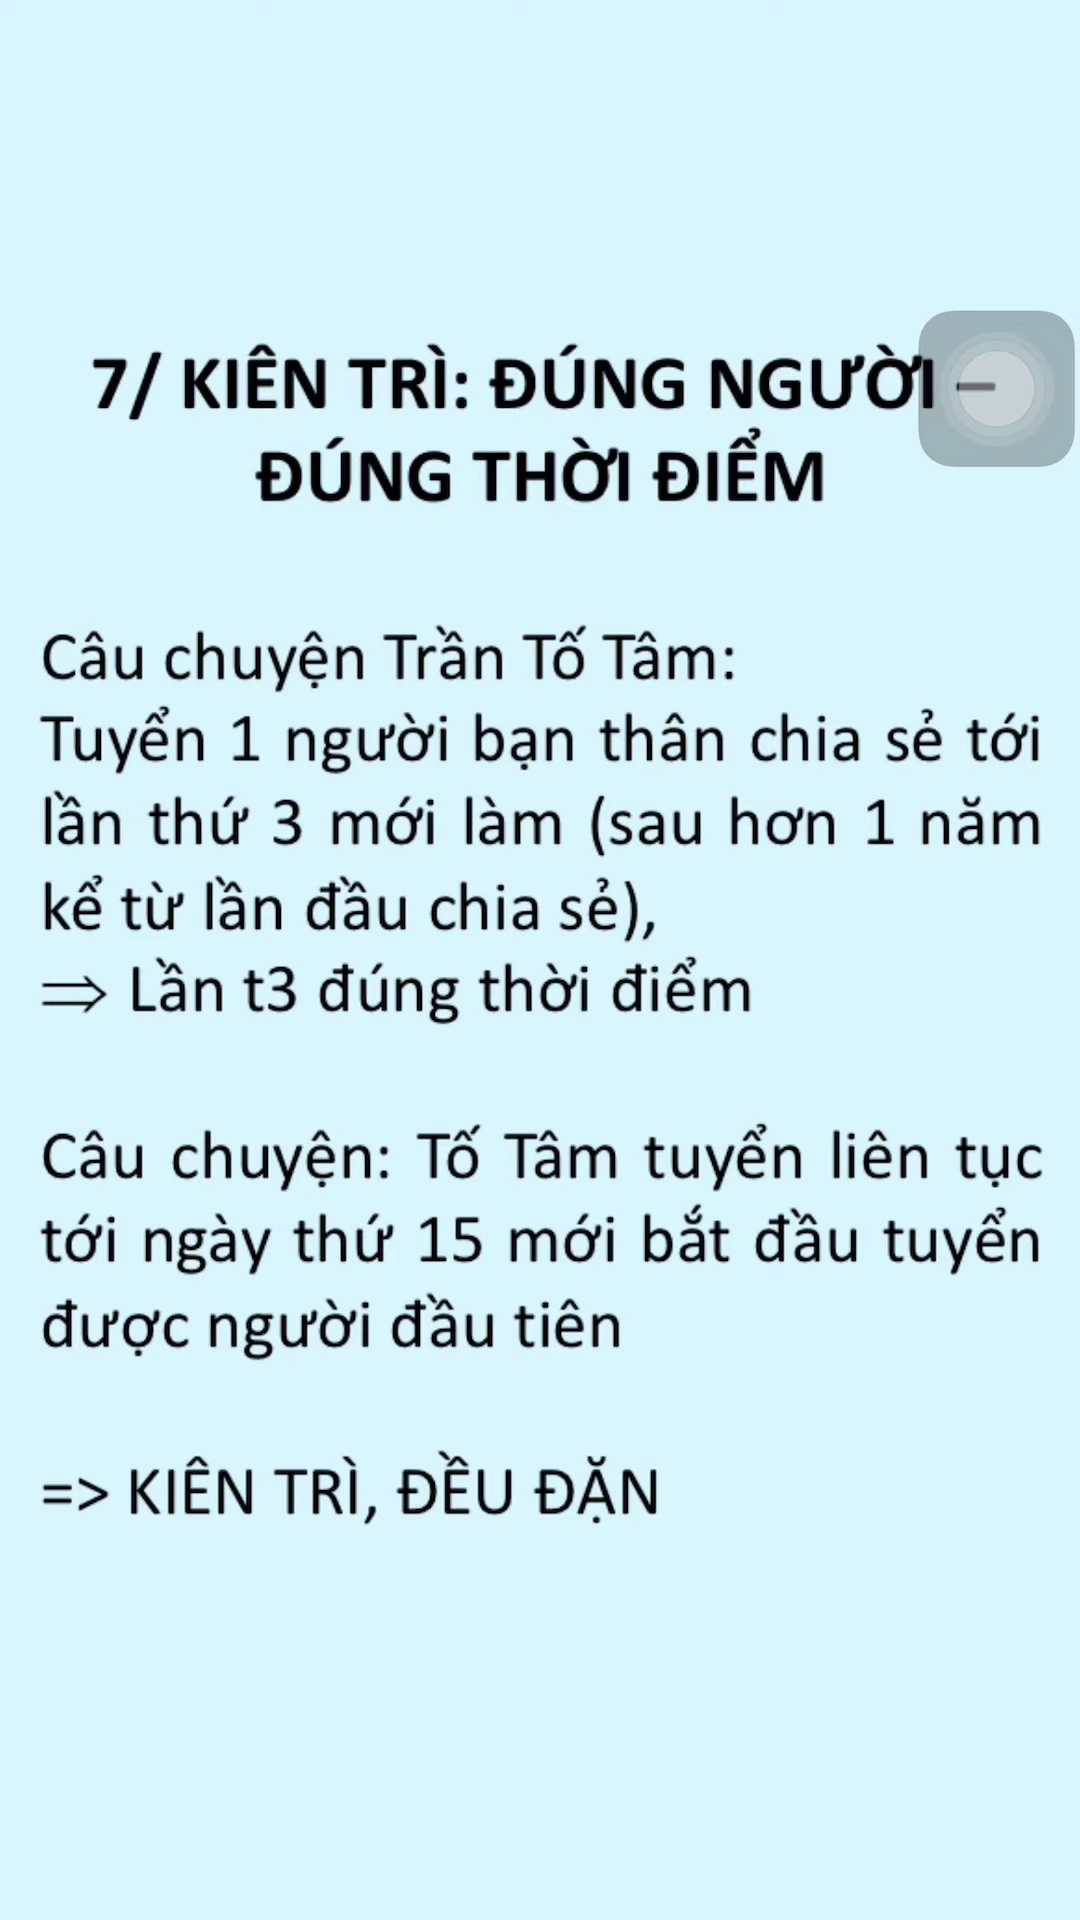 7/ KIÊN TRÌ: ĐÚNG NGƯỜI –
ĐÚNG THỜI ĐIỂM
Câu chuyện Trần Tố Tâm:
Tuyển 1 người bạn thân chia sẻ tới
lần thứ 3 mới làm (sau hơn 1 năm
kể từ lần đầu chia sẻ),
⇒ Lần t3 đúng thời điểm
Câu chuyện: Tố Tâm tuyển liên tục
tới ngày thứ 15 mới bắt đầu tuyển
được người đầu tiên
=> KIÊN TRÌ, ĐỀU ĐẶN